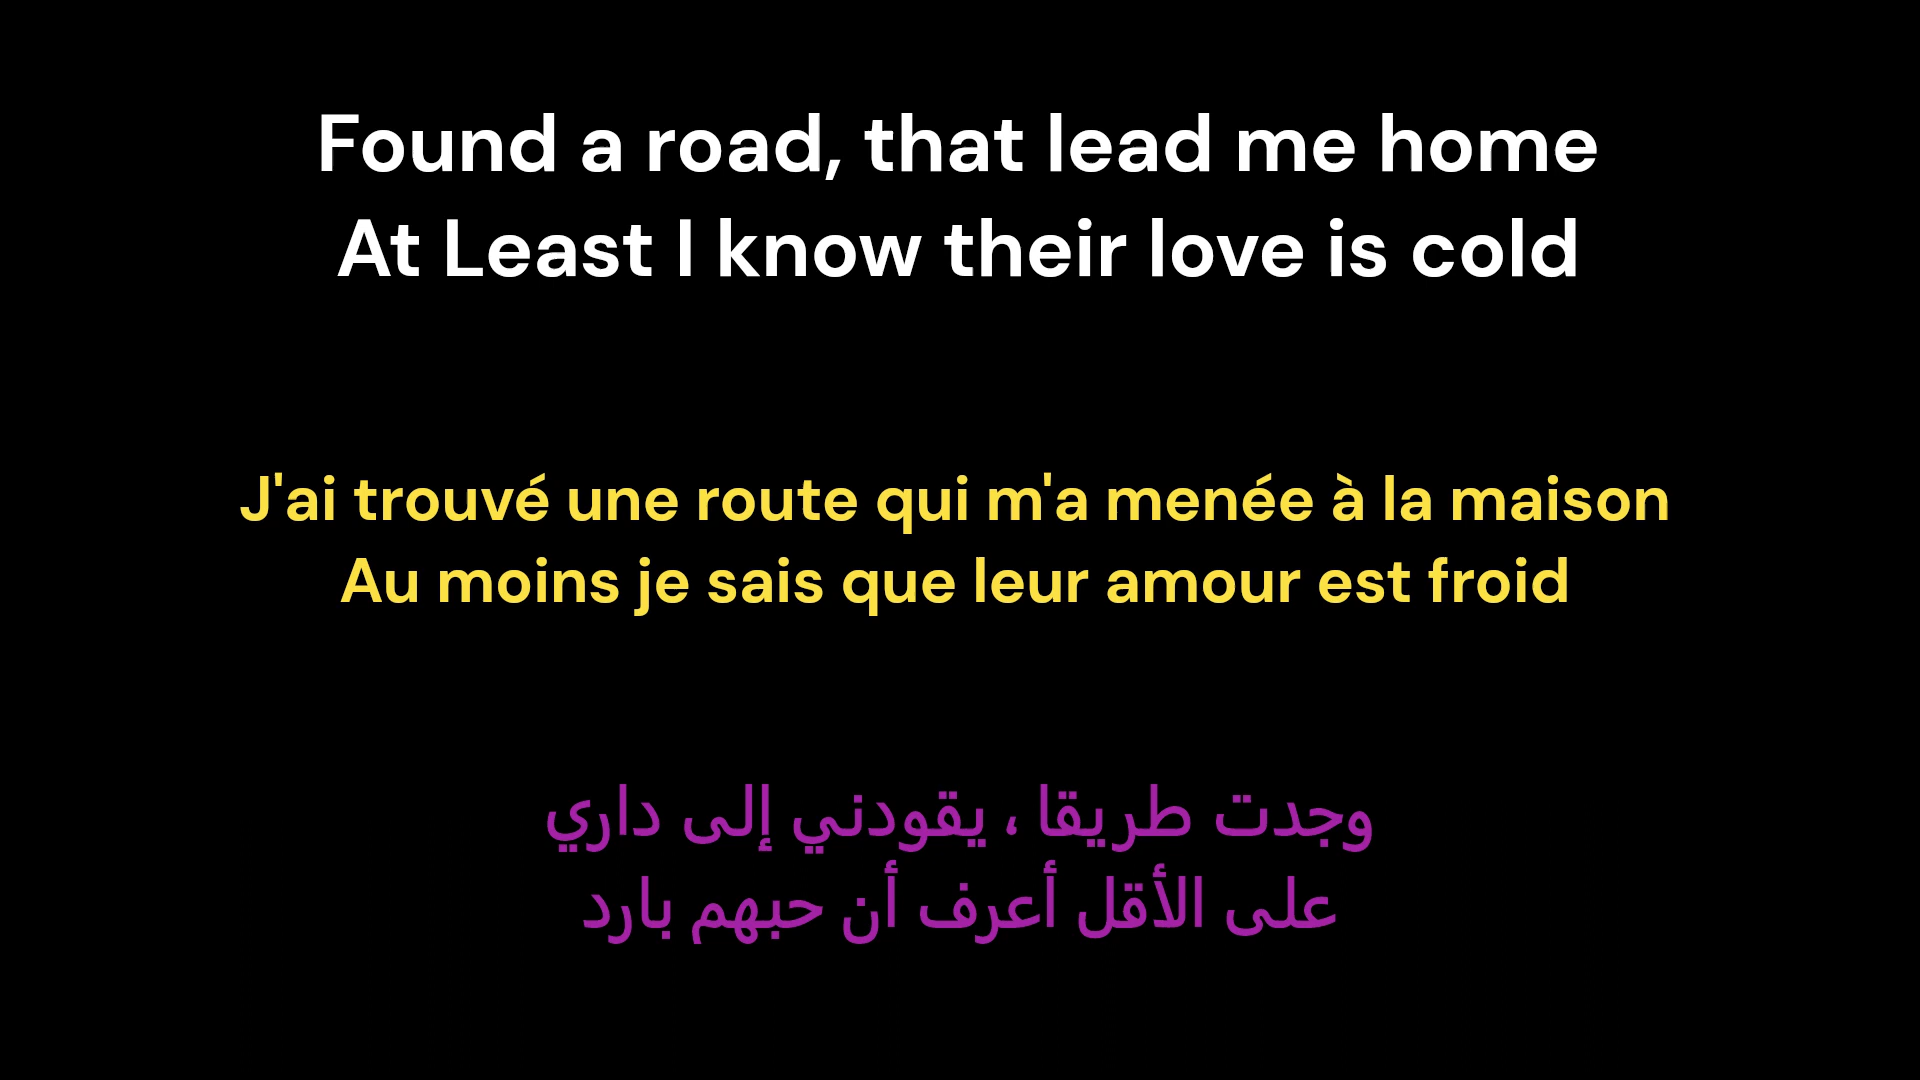 Found a road, that lead me home
At Least I know their love is cold
J'ai trouvé une route qui m'a menée à la maison
Au moins je sais que leur amour est froid
وجدت طريقا ، يقودني إلى داري
على الأقل أعرف أن حبهم بارد